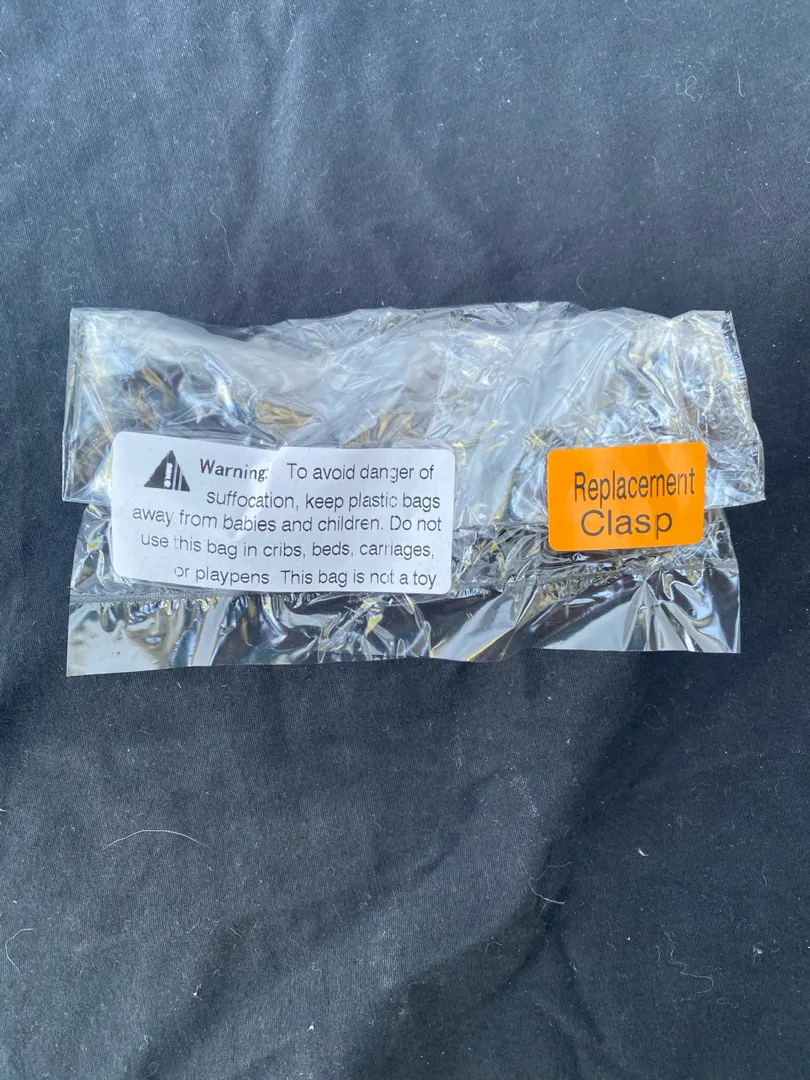 Warning: To avoid danger of
suffocation, keep plastic bags
away from babies and children. Do not
use this bag in cribs, beds, carriages,
or playpens This bag is not a toy
Replacement
Clasp